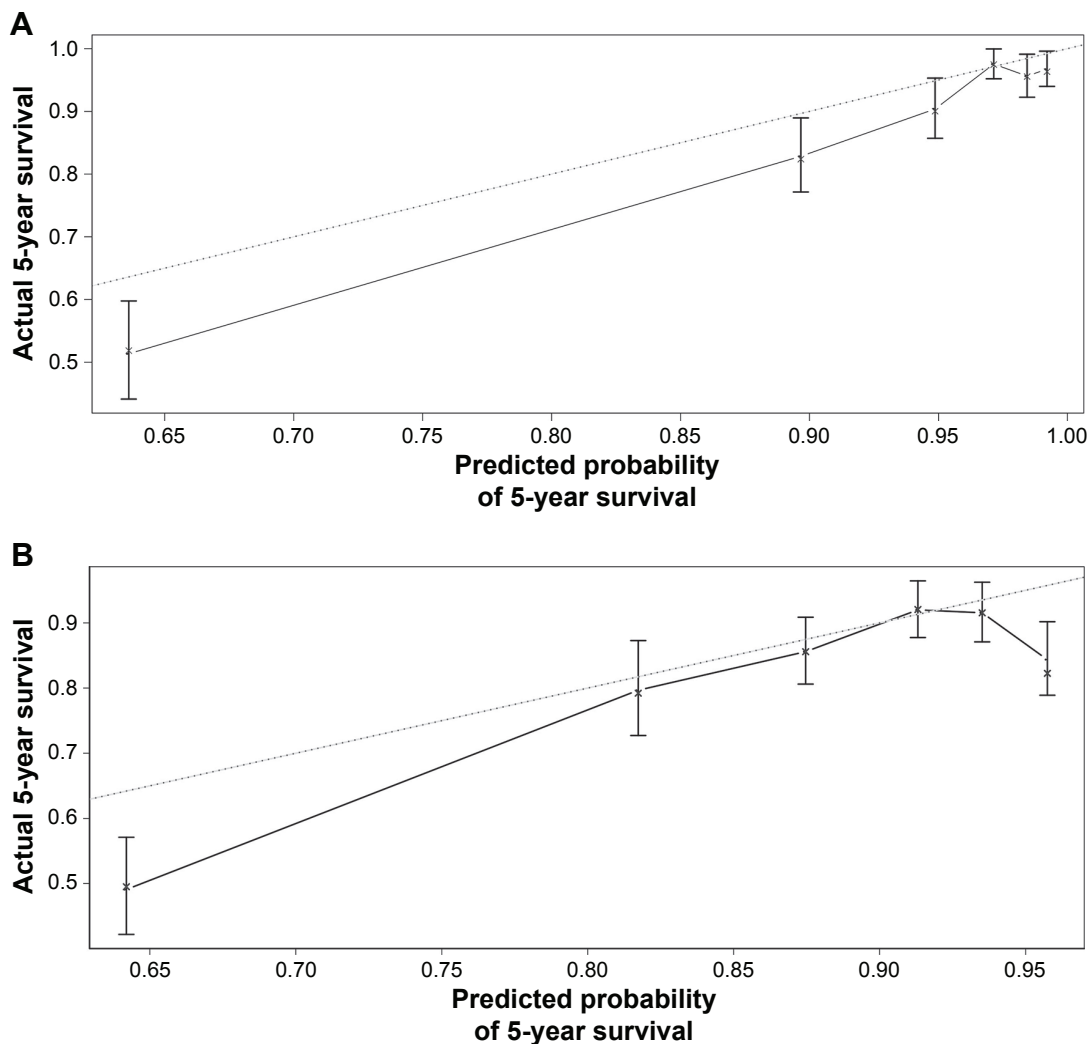 A
Actual 5-year survival
1.0
0.9
0.8
0.7
0.6
0.5
0.65 0.70 0.75 0.80 0.85 0.90 0.95 1.00
Predicted probability
of 5-year survival
B
Actual 5-year survival
0.9
0.8
0.7
0.6
0.5
0.65 0.70 0.75 0.80 0.85 0.90 0.95
Predicted probability
of 5-year survival